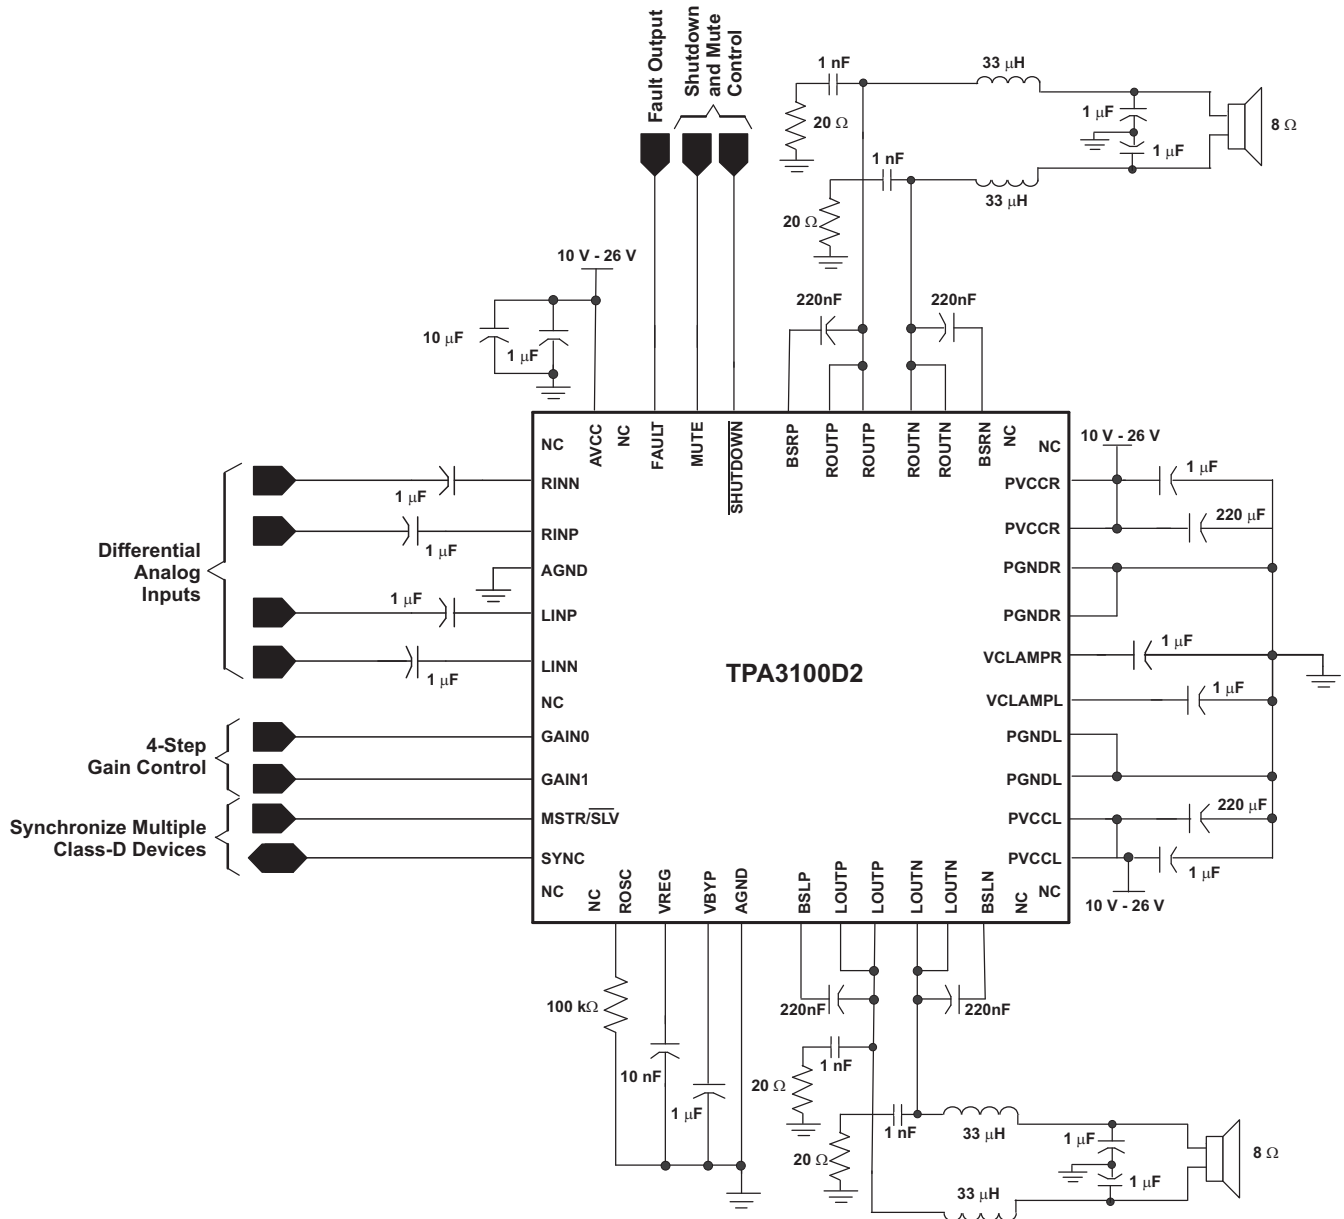 Fault Output
Shutdown
and Mute
Control
1 nF
33 μH
20 Ω
1 μF
1 μF
8 Ω
1 nF
33 μH
20 Ω
10 V - 26 V
10 μF
1 μF
220nF
220nF
NC
AVCC
NC
FAULT
MUTE
SHUTDOWN
BSRP
ROUTP
ROUTP
ROUTN
ROUTN
BSRN
NC
NC
10 V - 26 V
Differential
Analog
Inputs
1 μF
RINN
1 μF
RINP
AGND
1 μF
LINP
1 μF
LINN
NC
4-Step
Gain Control
GAIN0
GAIN1
Synchronize Multiple
Class-D Devices
MSTR/SLV
SYNC
NC
TPA3100D2
PVCCR
1 μF
PVCCR
220 μF
PGNDR
PGNDR
VCLAMPR
1 μF
VCLAMPL
1 μF
PGNDL
PGNDL
PVCCL
220 μF
PVCCL
1 μF
NC
10 V - 26 V
NC
ROSC
VREG
VBYP
AGND
BSLP
LOUTP
LOUTP
LOUTN
LOUTN
BSLN
NC
100 kΩ
10 nF
1 μF
220nF
220nF
1 nF
20 Ω
1 nF
33 μH
20 Ω
1 μF
1 μF
8 Ω
33 μH